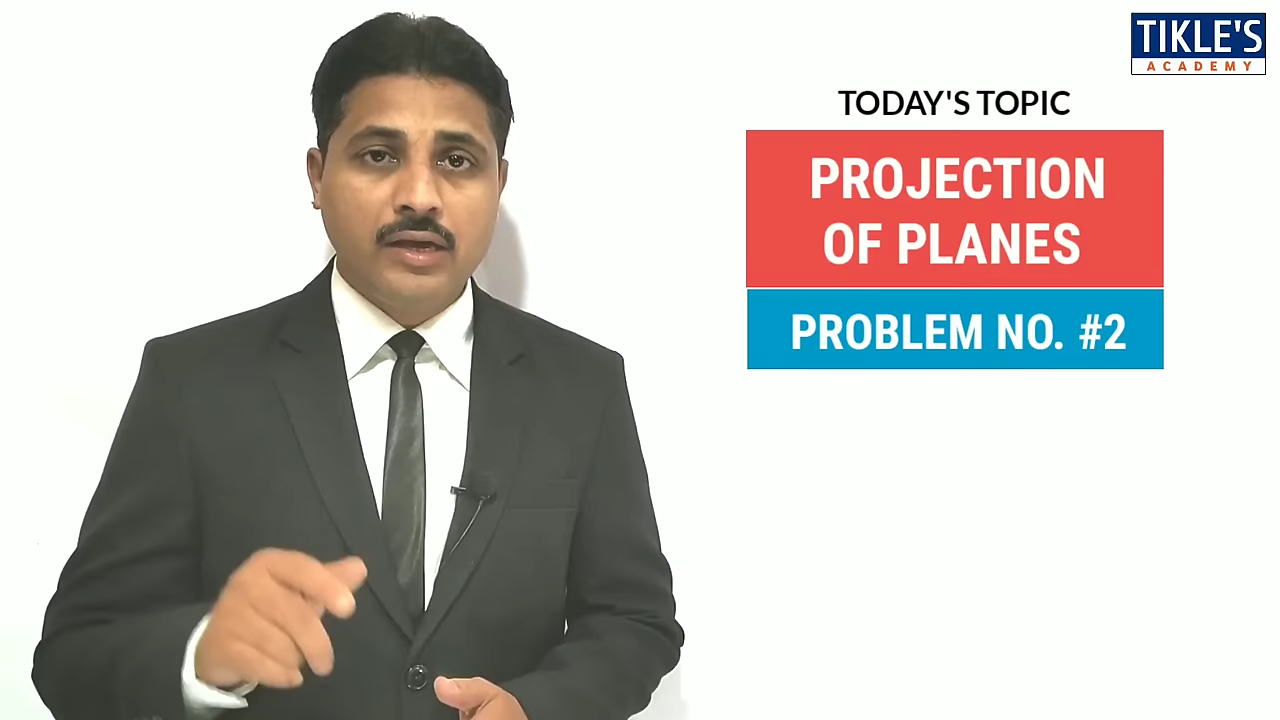 TIKLE'S
ACADEMY
TODAY'S TOPIC
PROJECTION
OF PLANES
PROBLEM NO. #2